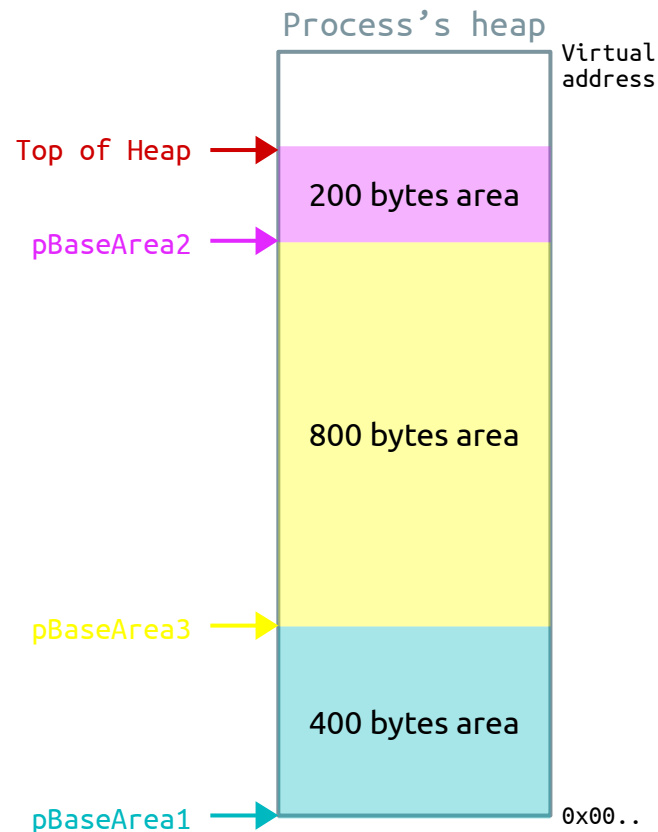 Process’s heap
Virtual
address
Top of Heap
200 bytes area
pBaseArea2
800 bytes area
pBaseArea3
400 bytes area
pBaseArea1
0x00..